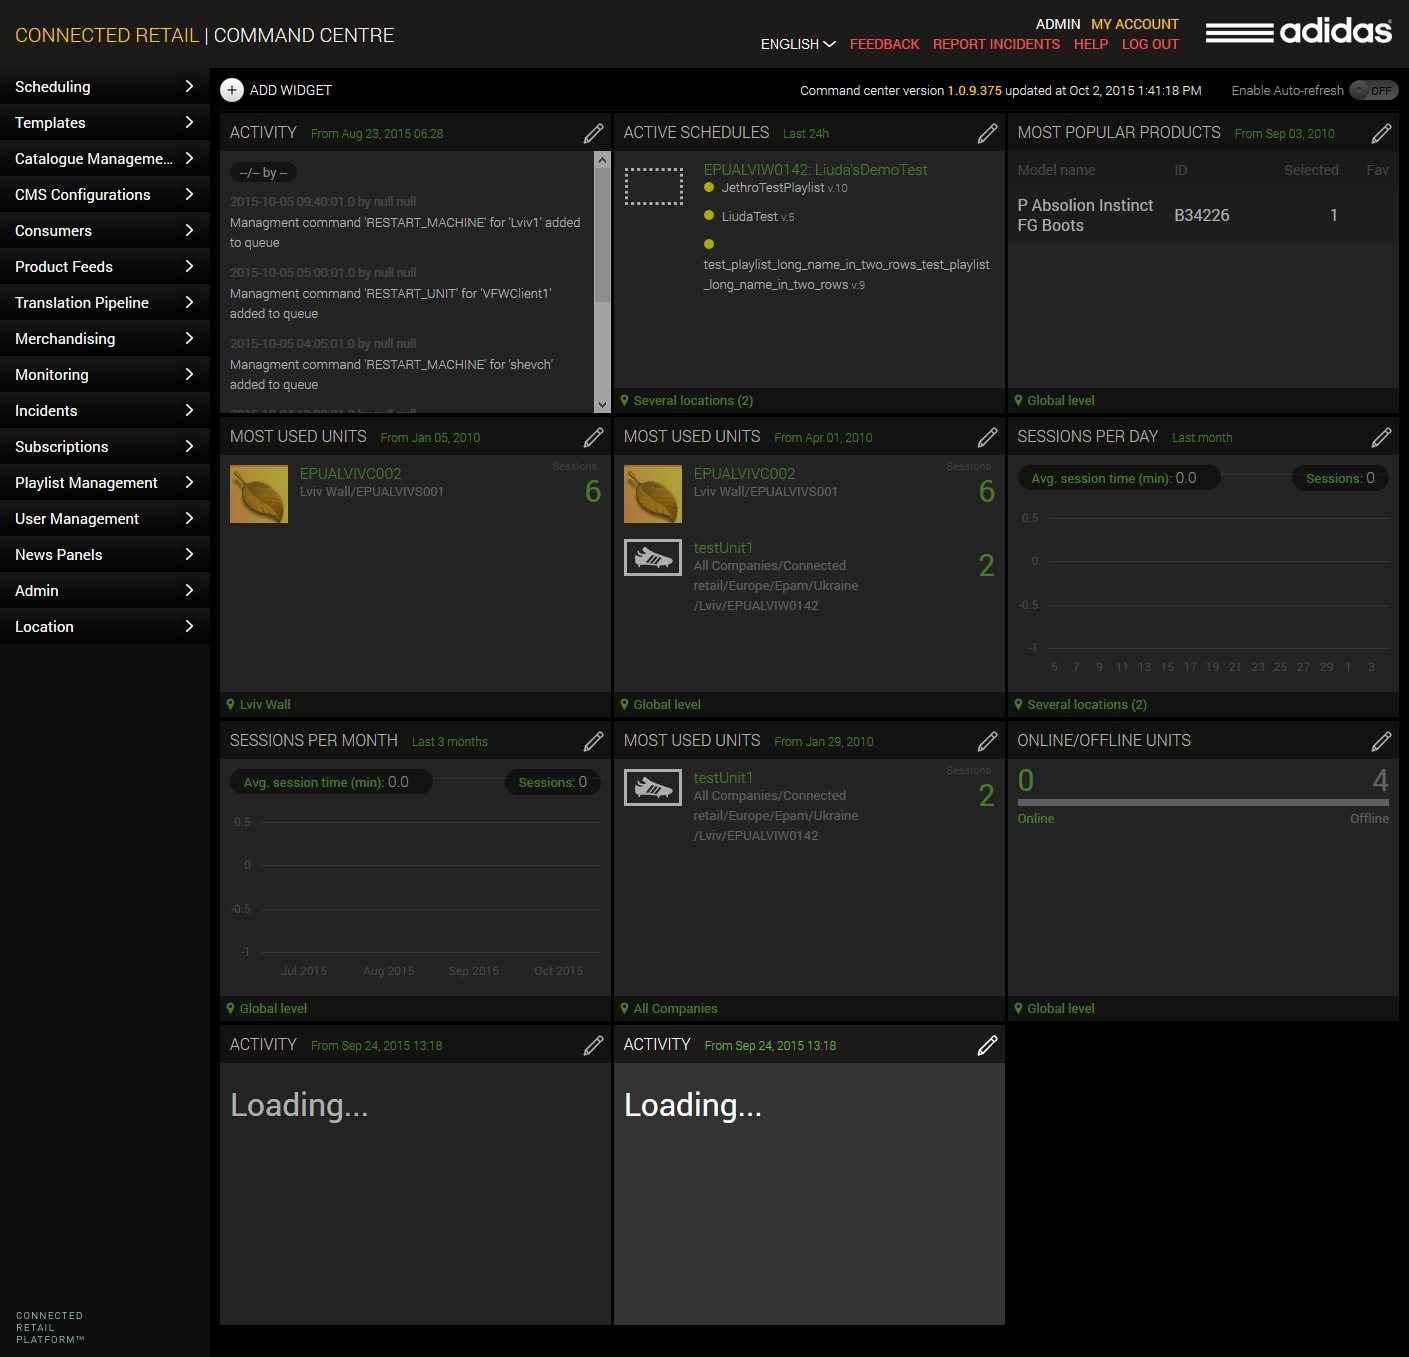 CONNECTED RETAIL | COMMAND CENTRE
ADMIN MY ACCOUNT
ENGLISH FEEDBACK REPORT INCIDENTS HELP LOG OUT
adidas
Scheduling
Templates
Catalogue Manageme...
CMS Configurations
Consumers
Product Feeds
Translation Pipeline
Merchandising
Monitoring
Incidents
Subscriptions
Playlist Management
User Management
News Panels
Admin
Location
CONNECTED
RETAIL
PLATFORM™
ADD WIDGET
Command center version 1.0.9.375 updated at Oct 2, 2015 1:41:18 PM
Enable Auto-refresh OFF
ACTIVITY From Aug 23, 2015 06:28
--/-- by --
2015-10-05 09:40:01.0 by null null
Managment command 'RESTART_MACHINE' for 'Lviv1' added
to queue
2015-10-05 05:00:01.0 by null null
Managment command 'RESTART_UNIT' for 'VFWClient1'
added to queue
2015-10-05 04:05:01.0 by null null
Managment command 'RESTART_MACHINE' for 'shevch'
added to queue
ACTIVE SCHEDULES Last 24h
EPUALVIW0142: Liuda'sDemoTest
JethroTestPlaylist v.10
LiudaTest v.5
test_playlist_long_name_in_two_rows_test_playlist
_long_name_in_two_rows v.9
Several locations (2)
MOST POPULAR PRODUCTS From Sep 03, 2010
Model name ID Selected Fav
P Absolion Instinct
FG Boots
B34226 1
Global level
MOST USED UNITS From Jan 05, 2010
Sessions
EPUALVIVC002
Lviv Wall/EPUALVIVS001
6
Lviv Wall
MOST USED UNITS From Apr 01, 2010
Sessions
EPUALVIVC002
Lviv Wall/EPUALVIVS001
6
testUnit1
All Companies/Connected
retail/Europe/Epam/Ukraine
/Lviv/EPUALVIW0142
2
Global level
SESSIONS PER DAY Last month
Avg. session time (min): 0.0 Sessions: 0
0.5
0
-0.5
-1
5 7 9 11 13 15 17 19 21 23 25 27 29 1 3
Several locations (2)
SESSIONS PER MONTH Last 3 months
Avg. session time (min): 0.0 Sessions: 0
0.5
0
-0.5
-1
Jul 2015 Aug 2015 Sep 2015 Oct 2015
Global level
MOST USED UNITS From Jan 29, 2010
Sessions
testUnit1
All Companies/Connected
retail/Europe/Epam/Ukraine
/Lviv/EPUALVIW0142
2
All Companies
ONLINE/OFFLINE UNITS
0 4
Online Offline
Global level
ACTIVITY From Sep 24, 2015 13:18
Loading...
ACTIVITY From Sep 24, 2015 13:18
Loading...